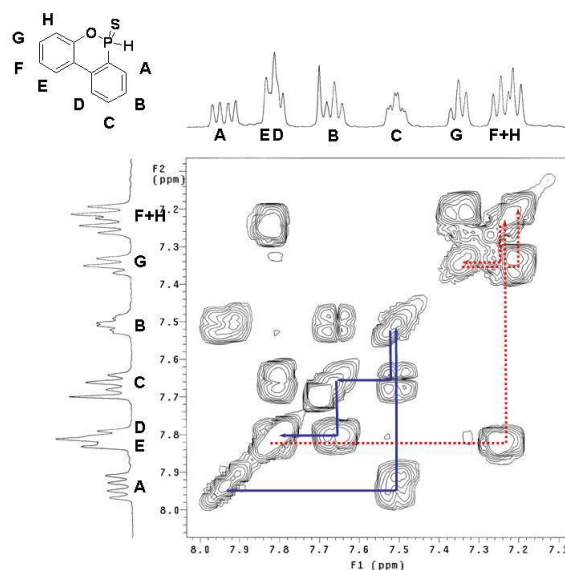 H
S
G
O
P
H
F
A
E
D
B
C
A
E D
B
C
G
F+H
F2
(ppm)
F+H
G
B
C
D
E
A
7.2
7.3
7.4
7.5
7.6
7.7
7.8
7.9
8.0
8.0 7.9 7.8 7.7 7.6 7.5 7.4 7.3 7.2 7.1
F1 (ppm)